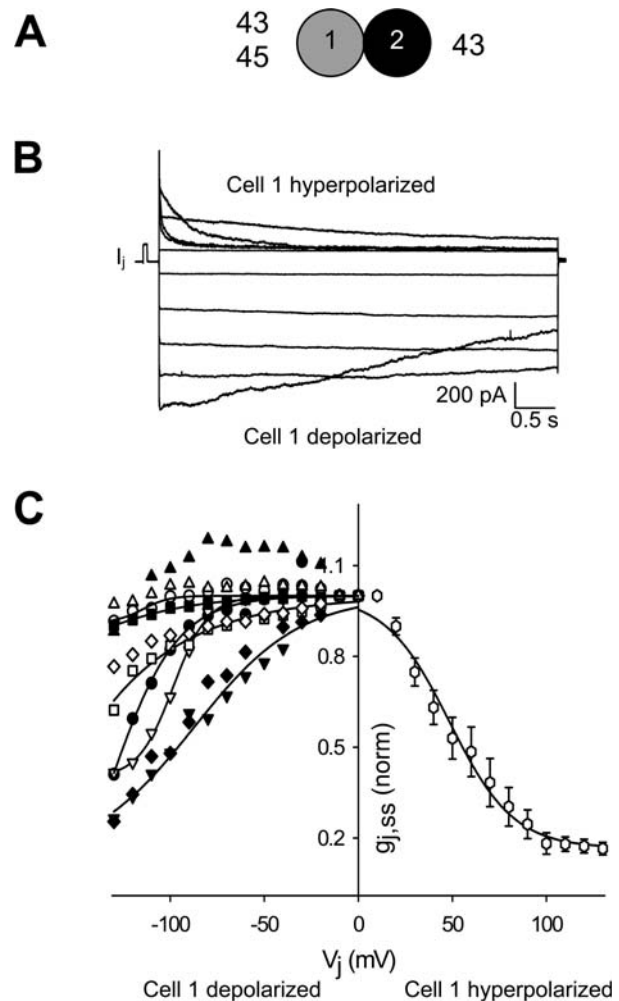 A
43
45
1
2
43
B
Cell 1 hyperpolarized
Ij
200 pA
0.5 s
Cell 1 depolarized
C
1.1
0.8
0.5
0.2
gj,ss (norm)
-100 -50 0 50 100
Vj (mV)
Cell 1 depolarized Cell 1 hyperpolarized